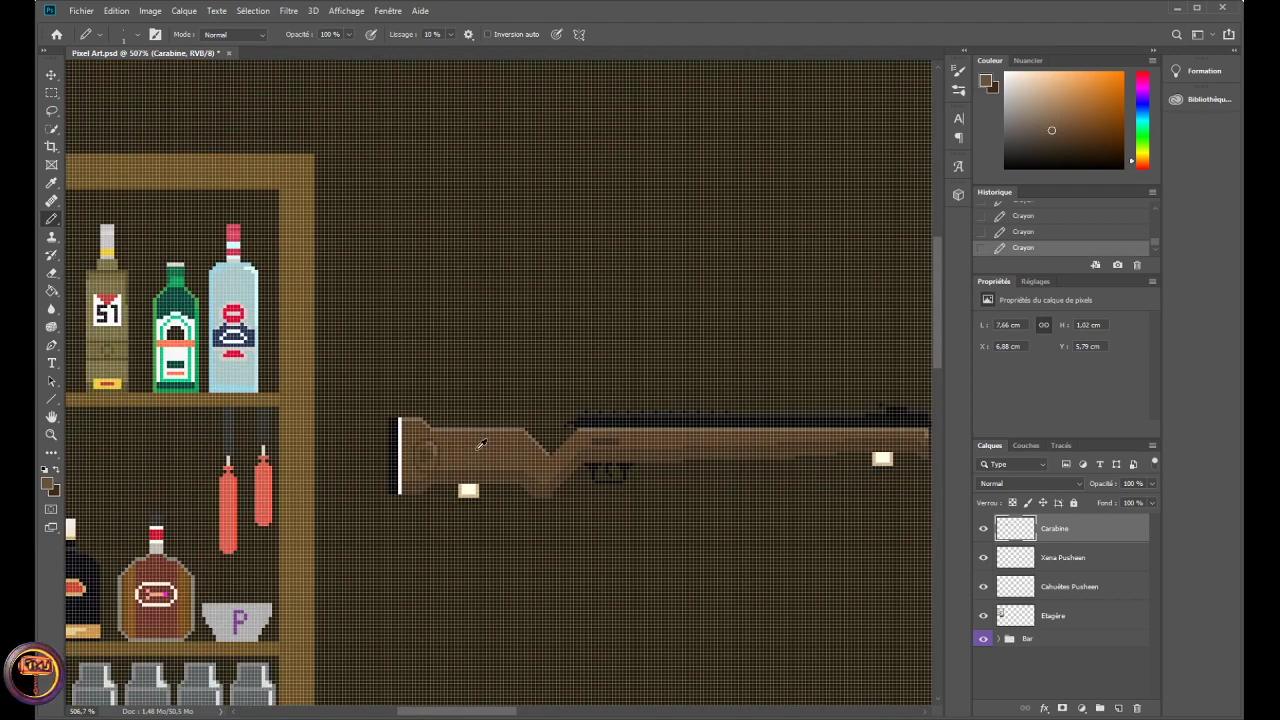 Ps Fichier Edition Image Calque Texte Sélection Filtre 3D Affichage Fenêtre Aide
1 Mode : Normal Opacité : 100 % Lissage : 10 % Inversion auto
Pixel Art.psd @ 507% (Carabine, RVB/8) *
Couleur Nuancier
Formation
Bibliothèqu...
Historique
Crayon
Crayon
Crayon
Propriétés Réglages
Propriétés du calque de pixels
L : 7,66 cm H : 1,02 cm
X : 6,88 cm Y : 5,79 cm
51
P
Calques Couches Tracés
Type
Normal Opacité : 100 %
Verrou : Fond : 100 %
Carabine
Xena Pusheen
Cahuètes Pusheen
Etagère
Bar
506,7 % Doc : 1,48 Mo/50,5 Mo